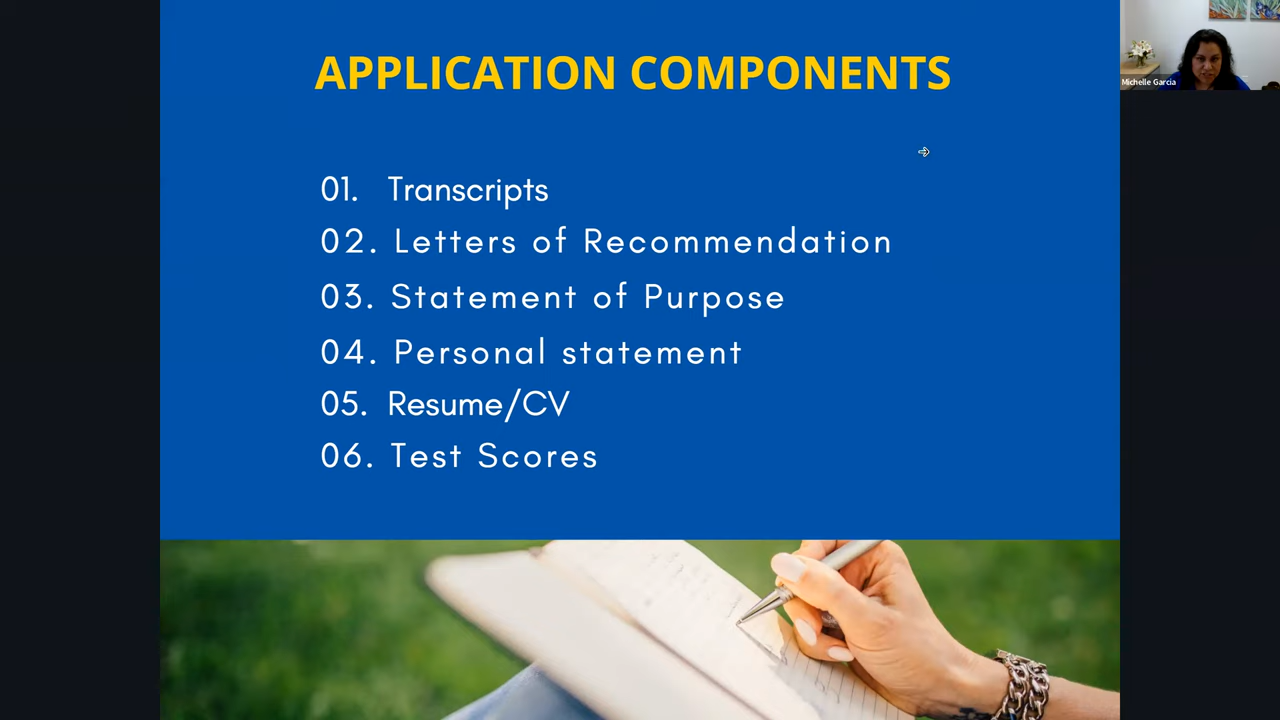 APPLICATION COMPONENTS
Michelle Garcia
01. Transcripts
02. Letters of Recommendation
03. Statement of Purpose
04. Personal statement
05. Resume/CV
06. Test Scores